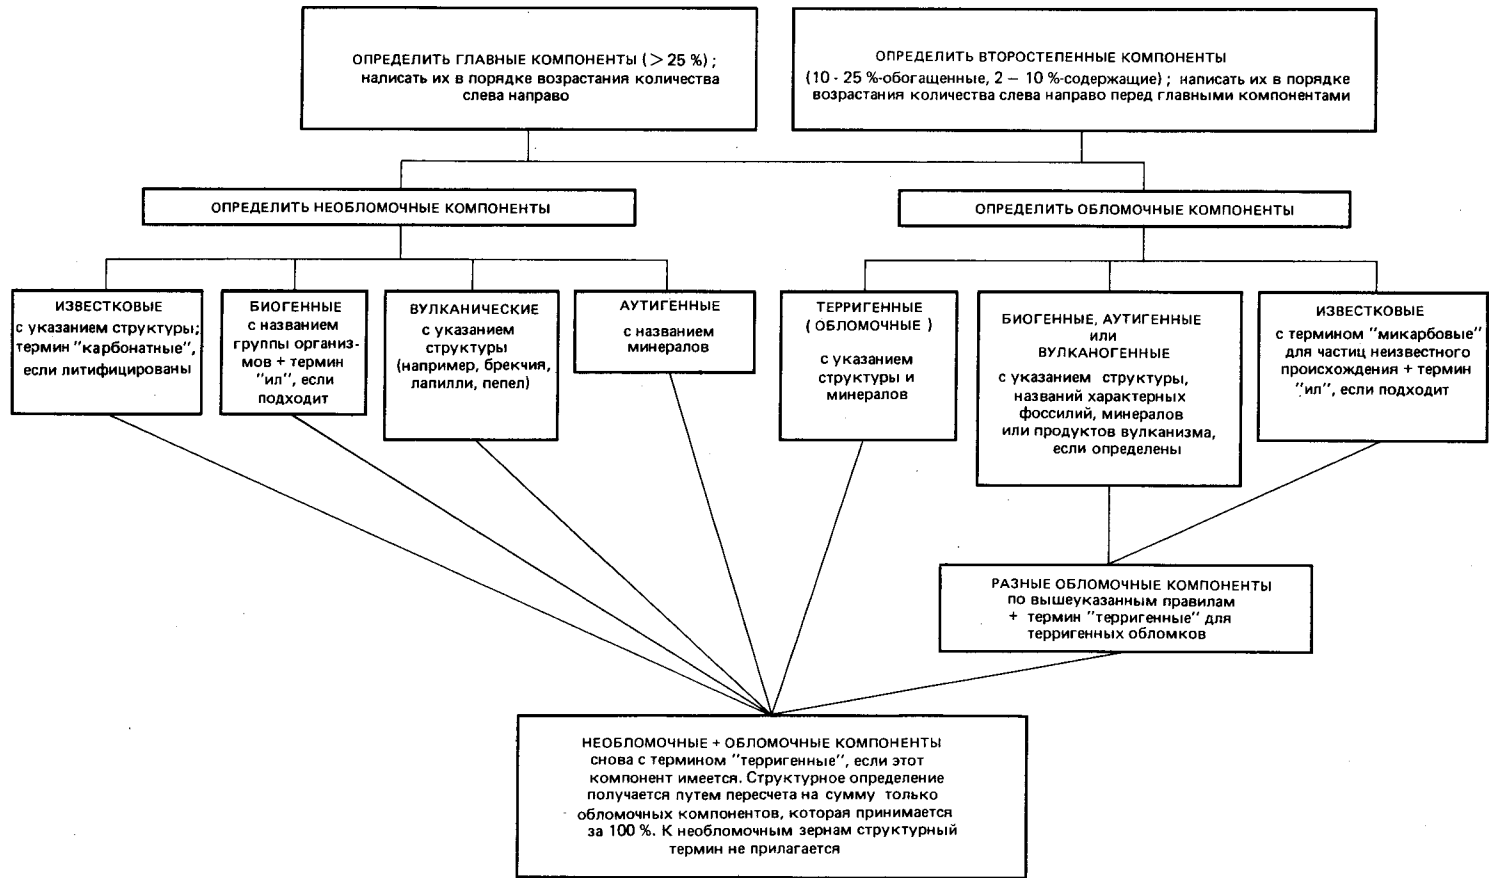 ОПРЕДЕЛИТЬ ГЛАВНЫЕ КОМПОНЕНТЫ (> 25 %) ;
написать их в порядке возрастания количества
слева направо
ОПРЕДЕЛИТЬ ВТОРОСТЕПЕННЫЕ КОМПОНЕНТЫ
(10 - 25 %-обогащенные, 2 — 10 %-содержащие) ; написать их в порядке
возрастания количества слева направо перед главными компонентами
ОПРЕДЕЛИТЬ НЕОБЛОМОЧНЫЕ КОМПОНЕНТЫ
ОПРЕДЕЛИТЬ ОБЛОМОЧНЫЕ КОМПОНЕНТЫ
ИЗВЕСТКОВЫЕ
с указанием структуры;
термин "карбонатные",
если литифицированы
БИОГЕННЫЕ
с названием
группы организ-
мов + термин
"ил", если
подходит
ВУЛКАНИЧЕСКИЕ
с указанием
структуры
(например, брекчия,
лапилли, пепел)
АУТИГЕННЫЕ
с названием
минералов
ТЕРРИГЕННЫЕ
( ОБЛОМОЧНЫЕ )
с указанием
структуры и
минералов
БИОГЕННЫЕ, АУТИГЕННЫЕ
или
ВУЛКАНОГЕННЫЕ
с указанием структуры,
названий характерных
фоссилий, минералов
или продуктов вулканизма,
если определены
ИЗВЕСТКОВЫЕ
с термином "микарбовые"
для частиц неизвестного
происхождения + термин
"ил", если подходит
РАЗНЫЕ ОБЛОМОЧНЫЕ КОМПОНЕНТЫ
по вышеуказанным правилам
+ термин "терригенные" для
терригенных обломков
НЕОБЛОМОЧНЫЕ + ОБЛОМОЧНЫЕ КОМПОНЕНТЫ
снова с термином "терригенные", если этот
компонент имеется. Структурное определение
получается путем пересчета на сумму только
обломочных компонентов, которая принимается
за 100 %. К необломочным зернам структурный
термин не прилагается